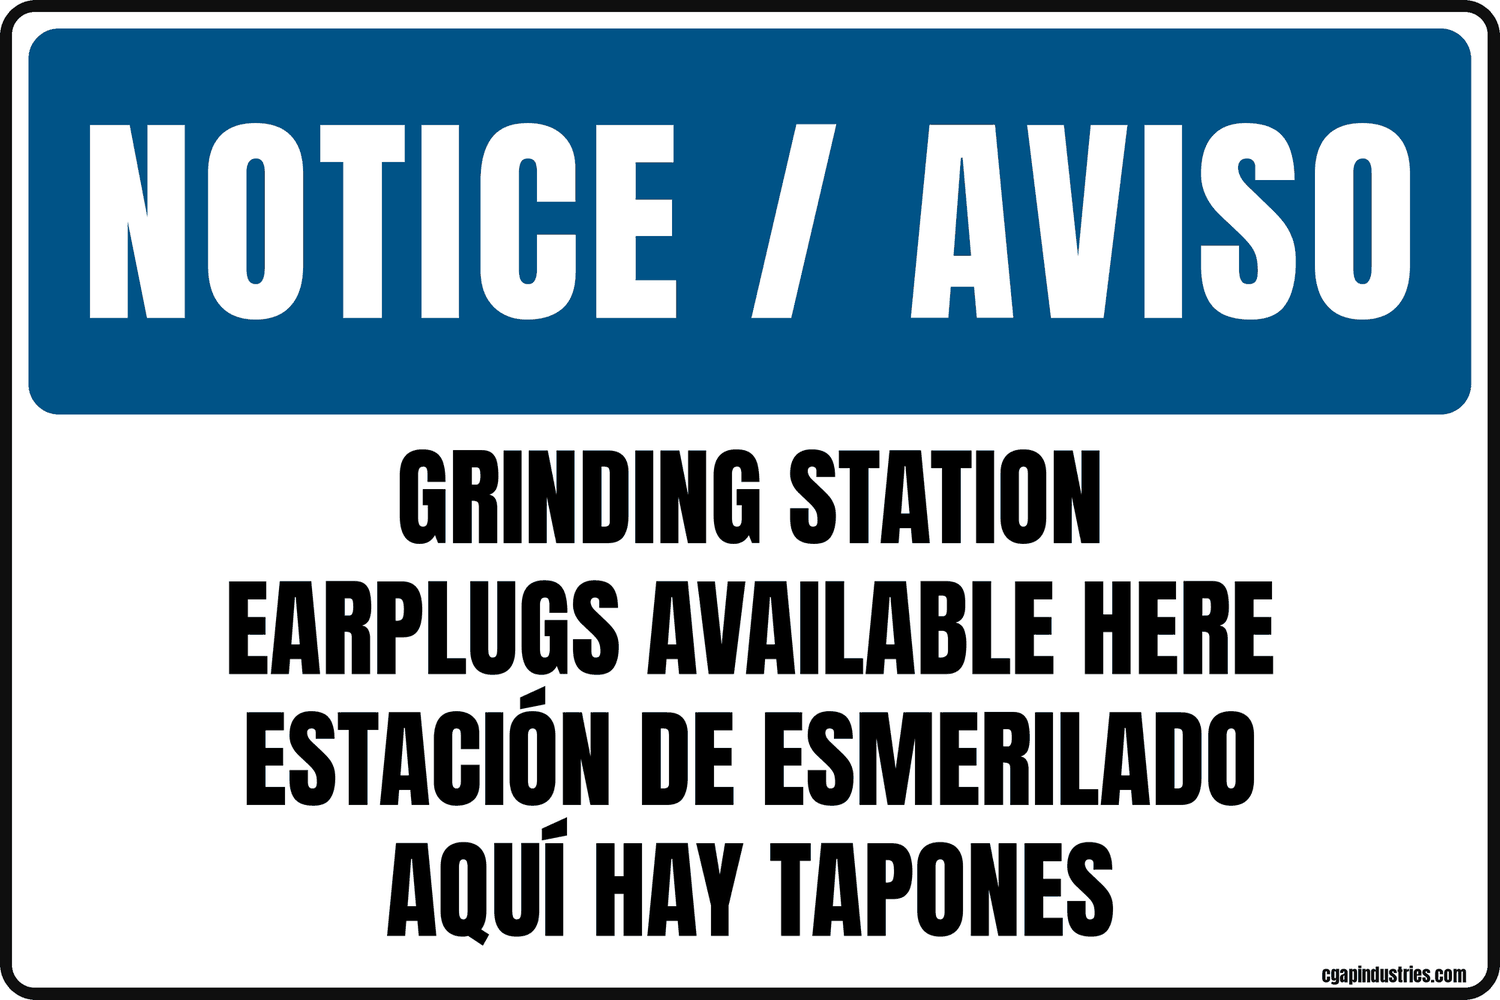 NOTICE / AVISO
GRINDING STATION
EARPLUGS AVAILABLE HERE
ESTACIÓN DE ESMERILADO
AQUÍ HAY TAPONES
cgapindustries.com